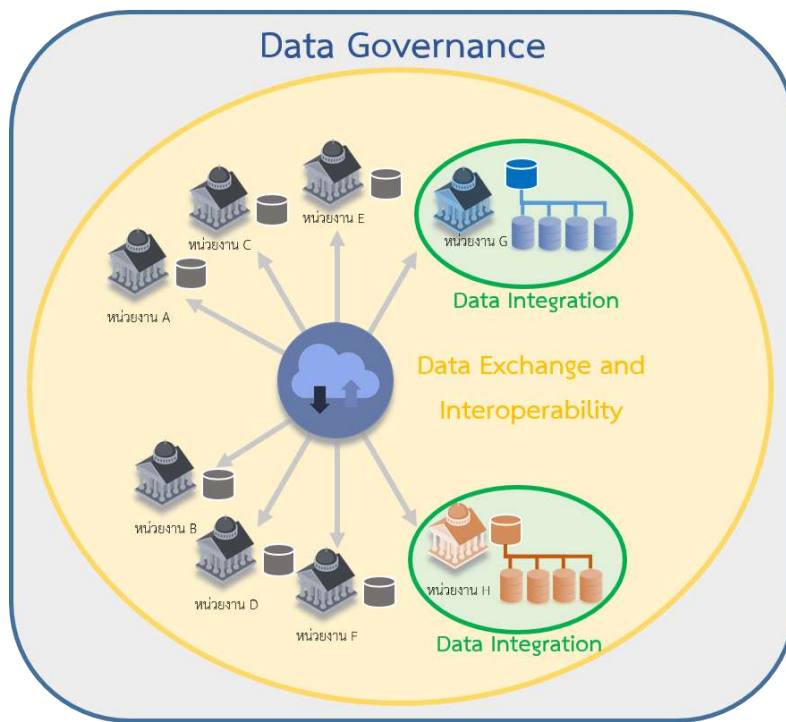 Data Governance
หน่วยงาน E
หน่วยงาน C
หน่วยงาน G
หน่วยงาน A
Data Integration
Data Exchange and
Interoperability
หน่วยงาน B
หน่วยงาน D
หน่วยงาน F
หน่วยงาน H
Data Integration